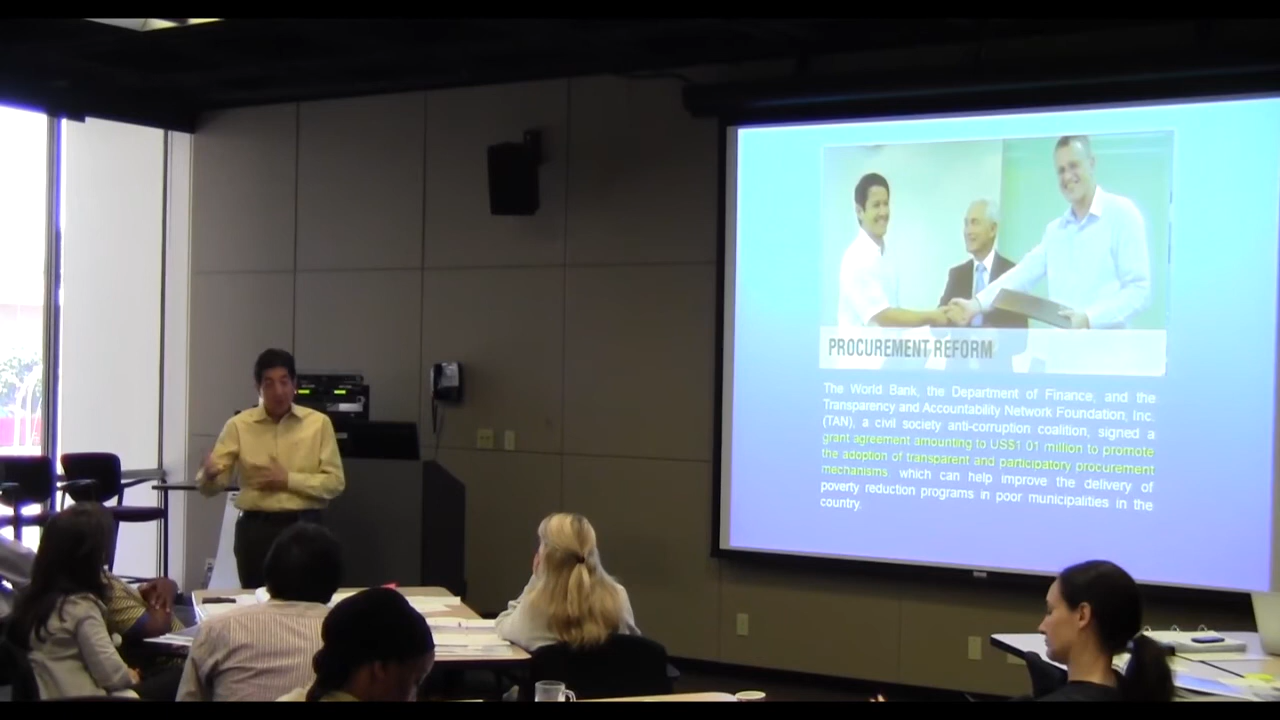 PROCUREMENT REFORM
The World Bank, the Department of Finance, and the
Transparency and Accountability Network Foundation, Inc.
(TAN), a civil society anti-corruption coalition, signed a
grant agreement amounting to US$1.01 million to promote
the adoption of transparent and participatory procurement
mechanisms, which can help improve the delivery of
poverty reduction programs in poor municipalities in the
country.